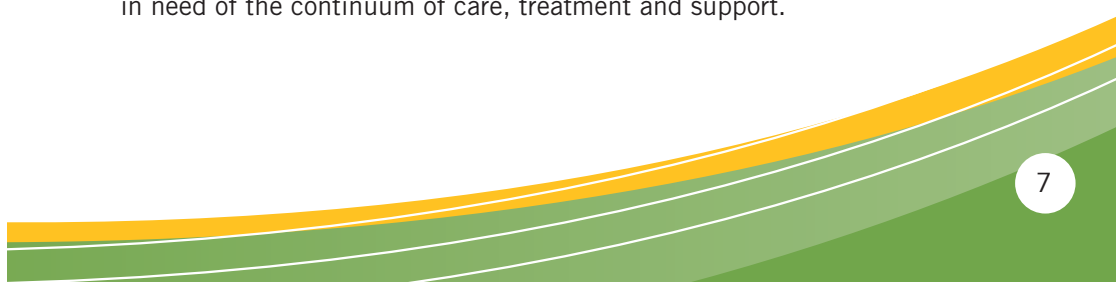 in need of the continuum of care, treatment and support.
7